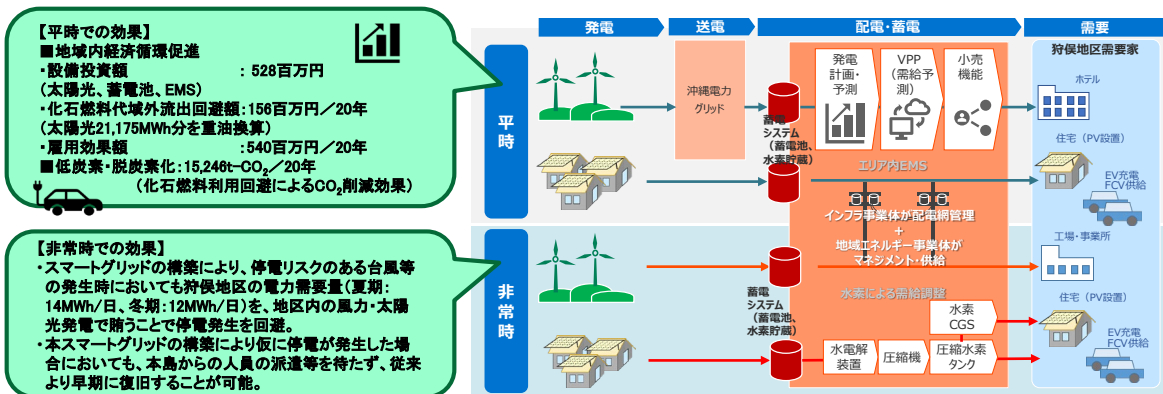 【平時での効果】
■地域内経済循環促進
・設備投資額　　　　　：528百万円
(太陽光、蓄電池、EMS)
・化石燃料代域外流出回避額：156百万円／20年
(太陽光21,175MWh分を重油換算)
・雇用効果額　　　　　：540百万円／20年
■低炭素・脱炭素化：15,246t-CO₂／20年
(化石燃料利用回避によるCO₂削減効果)
【非常時での効果】
・スマートグリッドの構築により、停電リスクのある台風等
の発生時においても狩俣地区の電力需要量(夏期：
14MWh/日、冬期：12MWh/日)を、地区内の風力・太陽
光発電で賄うことで停電発生を回避。
・本スマートグリッドの構築により仮に停電が発生した場
合においても、本島からの人員の派遣等を待たず、従来
より早期に復旧することが可能。
発電
送電
配電・蓄電
需要
平時
沖縄電力
グリッド
蓄電
システム
（蓄電池、
水素貯蔵）
発電
計画・
予測
VPP
（需給予
測）
小売
機能
エリア内EMS
インフラ事業体が配電網管理
+
地域エネルギー事業体が
マネジメント・供給
狩俣地区需要家
ホテル
住宅（PV設置）
EV充電
FCV供給
非常時
蓄電
システム
（蓄電池、
水素貯蔵）
水素による需給調整
水素
CGS
水電解
装置
圧縮機
圧縮水素
タンク
工場・事業所
住宅（PV設置）
EV充電
FCV供給